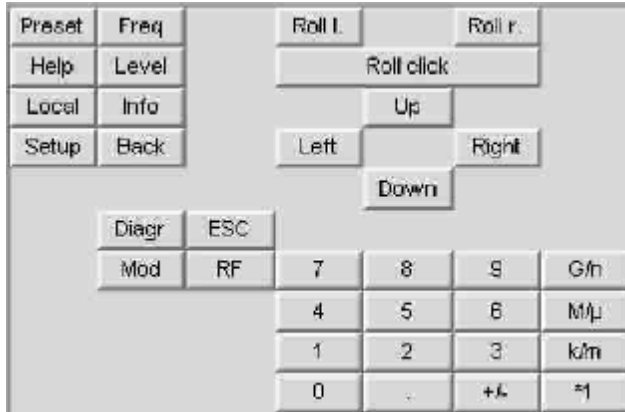 Preset Freq Roll l. Roll r.
Help Level Roll click
Local Info Up
Setup Back Left Right
Down
Diagr ESC
Mod RF 7 8 9 G/n
4 5 6 M/µ
1 2 3 k/m
0 . +/- *1